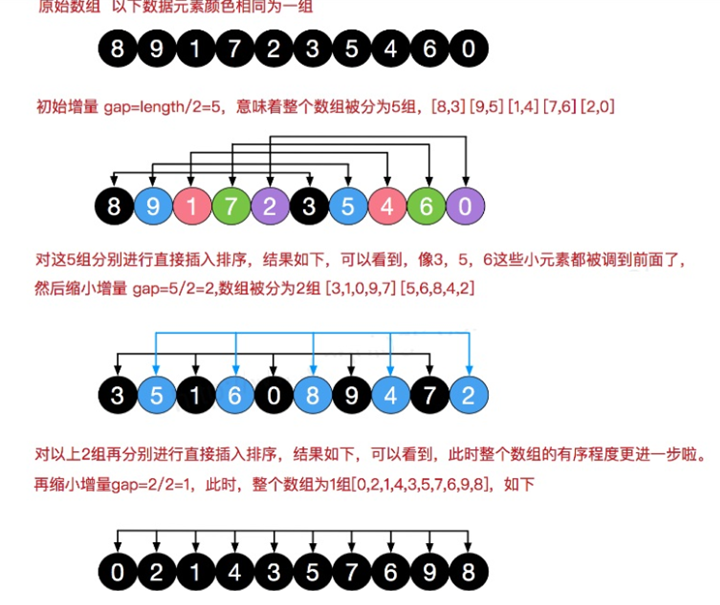 原始数组 以下数据元素颜色相同为一组
8 9 1 7 2 3 5 4 6 0
初始增量 gap=length/2=5，意味着整个数组被分为5组，[8,3] [9,5] [1,4] [7,6] [2,0]
8 9 1 7 2 3 5 4 6 0
对这5组分别进行直接插入排序，结果如下，可以看到，像3，5，6这些小元素都被调到前面了，
然后缩小增量 gap=5/2=2,数组被分为2组 [3,1,0,9,7] [5,6,8,4,2]
3 5 1 6 0 8 9 4 7 2
对以上2组再分别进行直接插入排序，结果如下，可以看到，此时整个数组的有序程度更进一步啦。
再缩小增量gap=2/2=1，此时，整个数组为1组[0,2,1,4,3,5,7,6,9,8]，如下
0 2 1 4 3 5 7 6 9 8